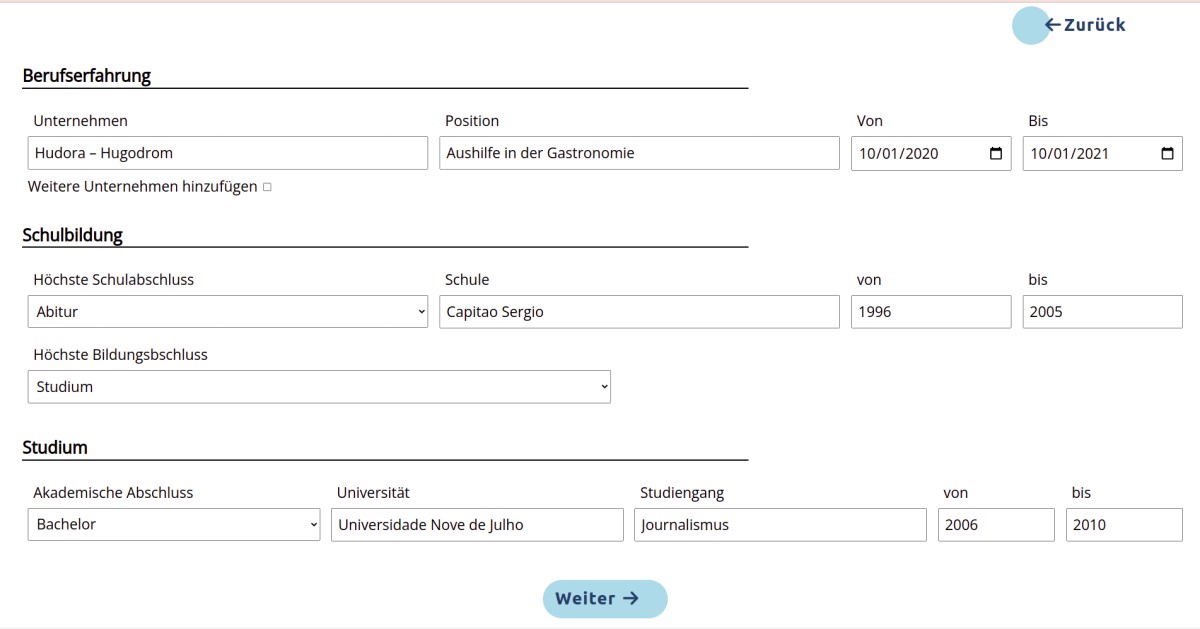 ←Zurück
Berufserfahrung
Unternehmen Position Von Bis
Hudora – Hugodrom Aushilfe in der Gastronomie 10/01/2020 10/01/2021
Weitere Unternehmen hinzufügen
Schulbildung
Höchste Schulabschluss Schule von bis
Abitur Capitao Sergio 1996 2005
Höchste Bildungsbschluss
Studium
Studium
Akademische Abschluss Universität Studiengang von bis
Bachelor Universidade Nove de Julho Journalismus 2006 2010
Weiter →